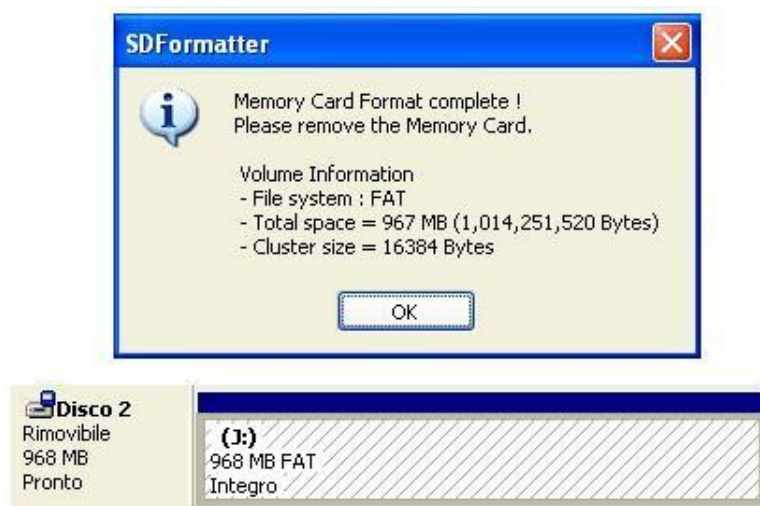 SDFormatter
Memory Card Format complete !
Please remove the Memory Card.
Volume Information
- File system : FAT
- Total space = 967 MB (1,014,251,520 Bytes)
- Cluster size = 16384 Bytes
OK
Disco 2
Rimovibile
968 MB
Pronto
(J:)
968 MB FAT
Integro